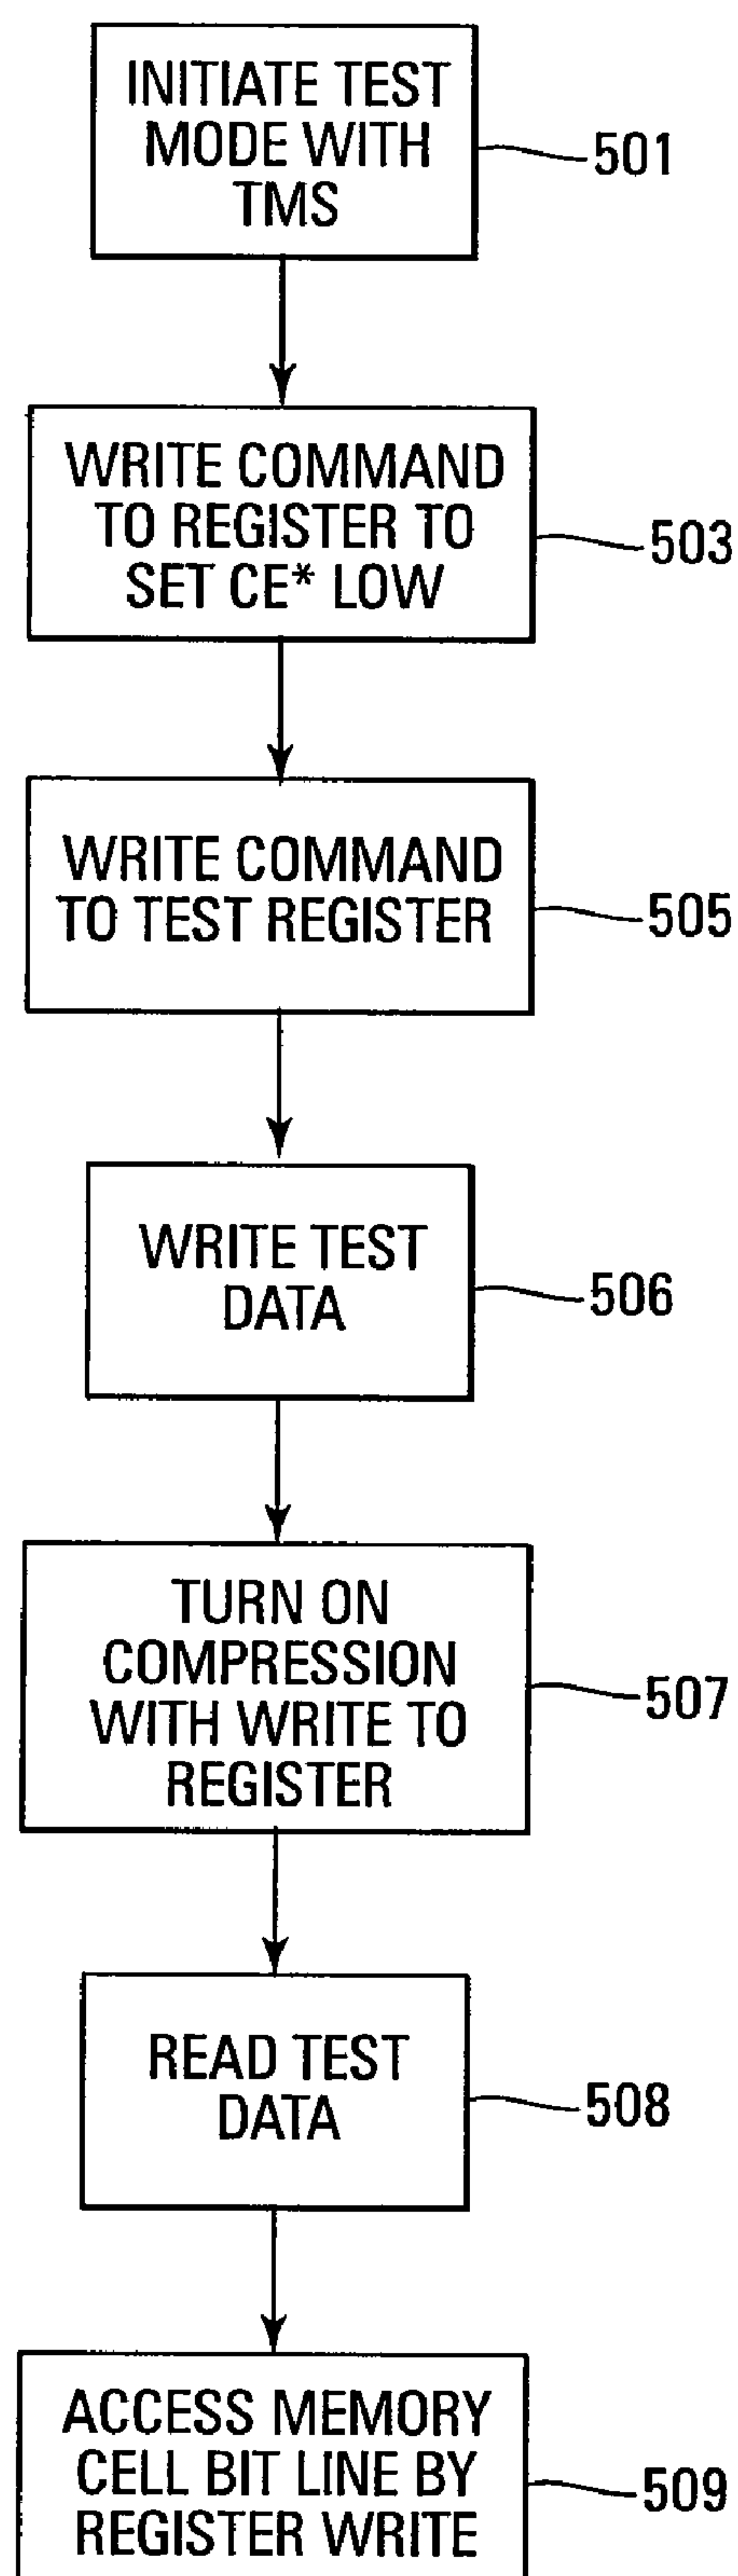 INITIATE TEST
MODE WITH
TMS
501
WRITE COMMAND
TO REGISTER TO
SET CE* LOW
503
WRITE COMMAND
TO TEST REGISTER
505
WRITE TEST
DATA
506
TURN ON
COMPRESSION
WITH WRITE TO
REGISTER
507
READ TEST
DATA
508
ACCESS MEMORY
CELL BIT LINE BY
REGISTER WRITE
509